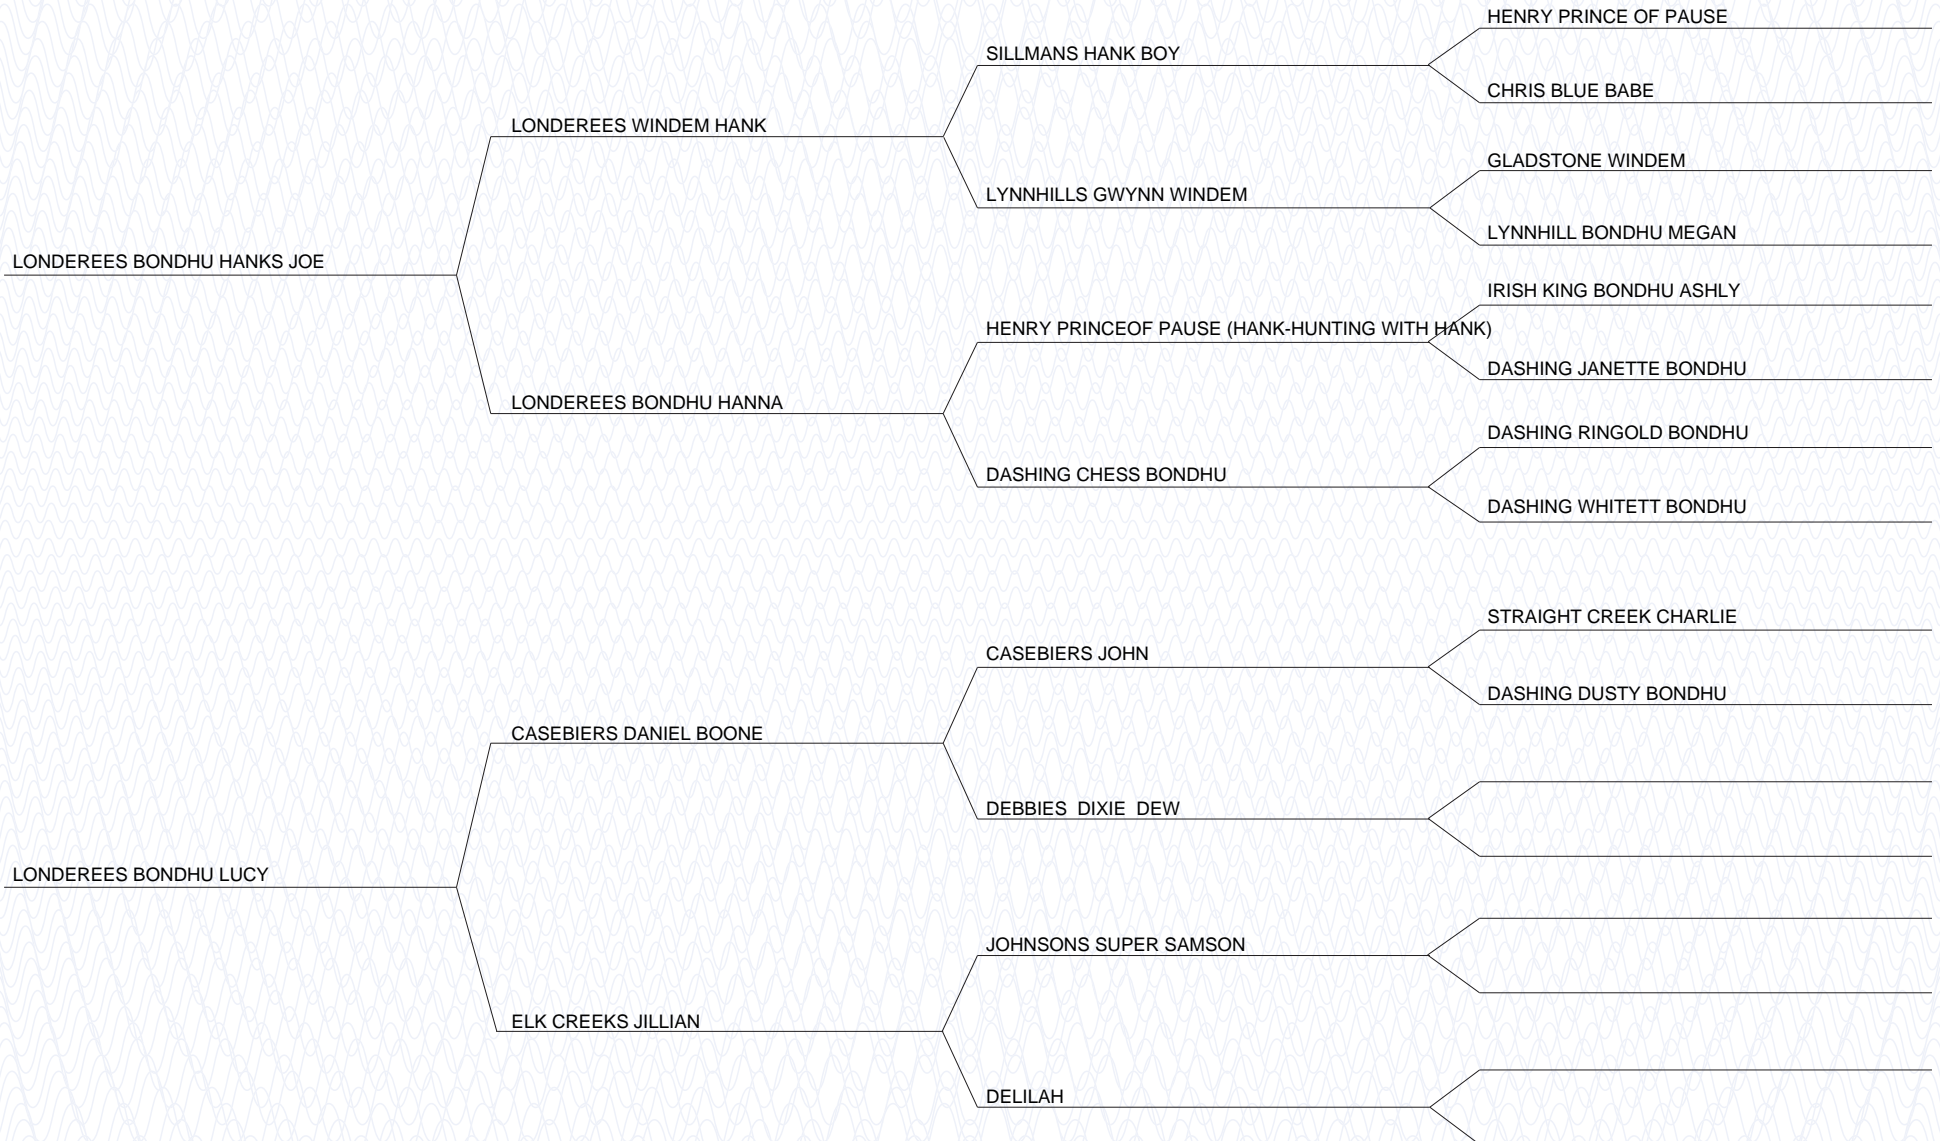 HENRY PRINCE OF PAUSE
SILLMANS HANK BOY
CHRIS BLUE BABE
LONDEREES WINDEM HANK
GLADSTONE WINDEM
LYNNHILLS GWYNN WINDEM
LYNNHILL BONDHU MEGAN
LONDEREES BONDHU HANKS JOE
IRISH KING BONDHU ASHLY
HENRY PRINCEOF PAUSE (HANK-HUNTING WITH HANK)
DASHING JANETTE BONDHU
LONDEREES BONDHU HANNA
DASHING RINGOLD BONDHU
DASHING CHESS BONDHU
DASHING WHITETT BONDHU
STRAIGHT CREEK CHARLIE
CASEBIERS JOHN
DASHING DUSTY BONDHU
CASEBIERS DANIEL BOONE
DEBBIES  DIXIE  DEW
LONDEREES BONDHU LUCY
JOHNSONS SUPER SAMSON
ELK CREEKS JILLIAN
DELILAH